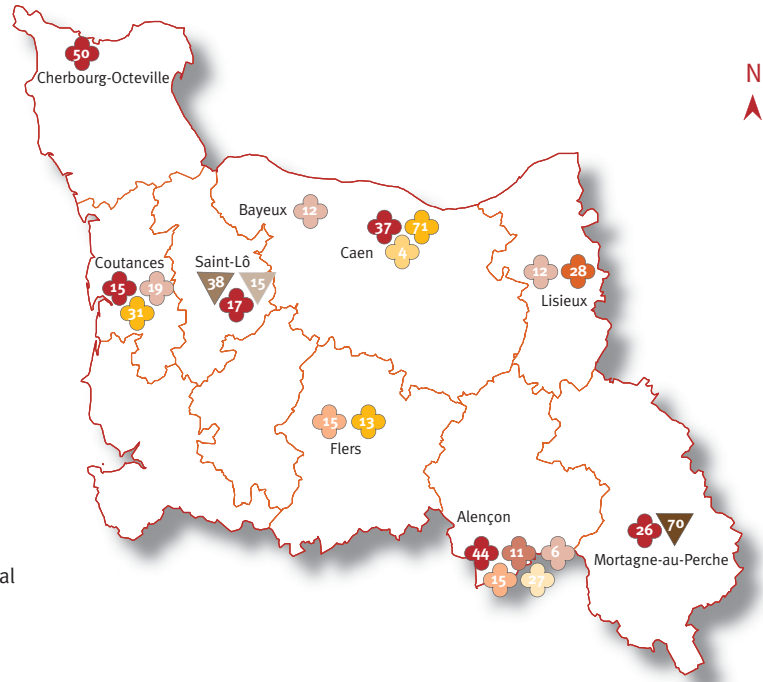 50
Cherbourg-Octeville
N
Bayeux 12
37 71
Caen 4
Coutances
15 19
31
Saint-Lô
38 15
17
12 28
Lisieux
15 13
Flers
Alençon
44 11 6
15 27
26 70
Mortagne-au-Perche
al